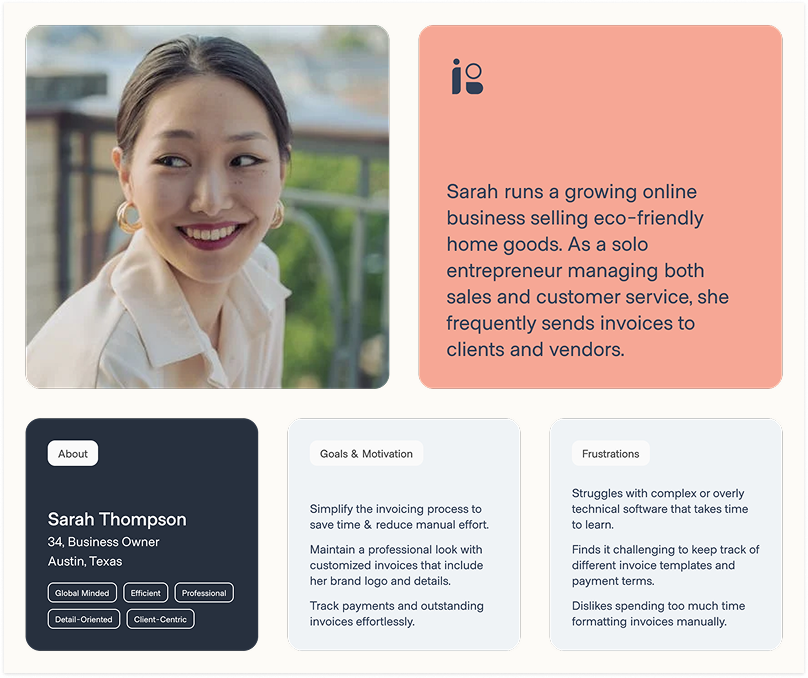 Sarah runs a growing online
business selling eco-friendly
home goods. As a solo
entrepreneur managing both
sales and customer service, she
frequently sends invoices to
clients and vendors.
About
Sarah Thompson
34, Business Owner
Austin, Texas
Global Minded
Efficient
Professional
Detail-Oriented
Client-Centric
Goals & Motivation
Simplify the invoicing process to
save time & reduce manual effort.
Maintain a professional look with
customized invoices that include
her brand logo and details.
Track payments and outstanding
invoices effortlessly.
Frustrations
Struggles with complex or overly
technical software that takes time
to learn.
Finds it challenging to keep track of
different invoice templates and
payment terms.
Dislikes spending too much time
formatting invoices manually.